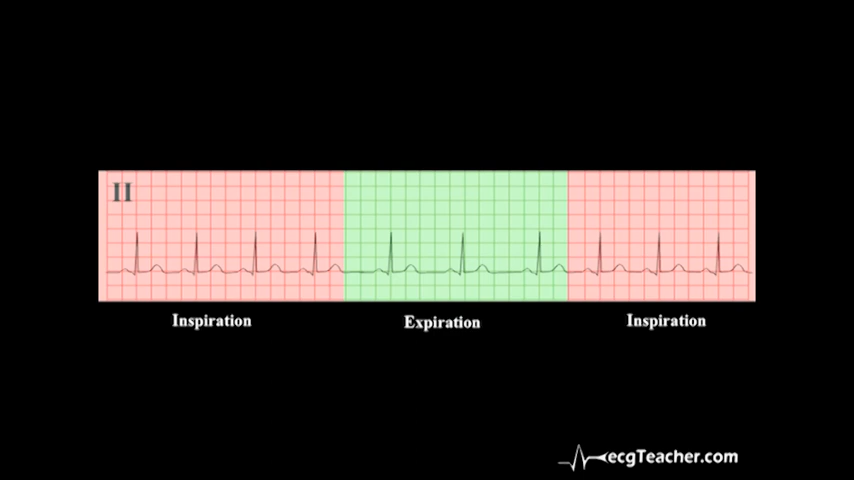 II
Inspiration
Expiration
Inspiration
ecgTeacher.com